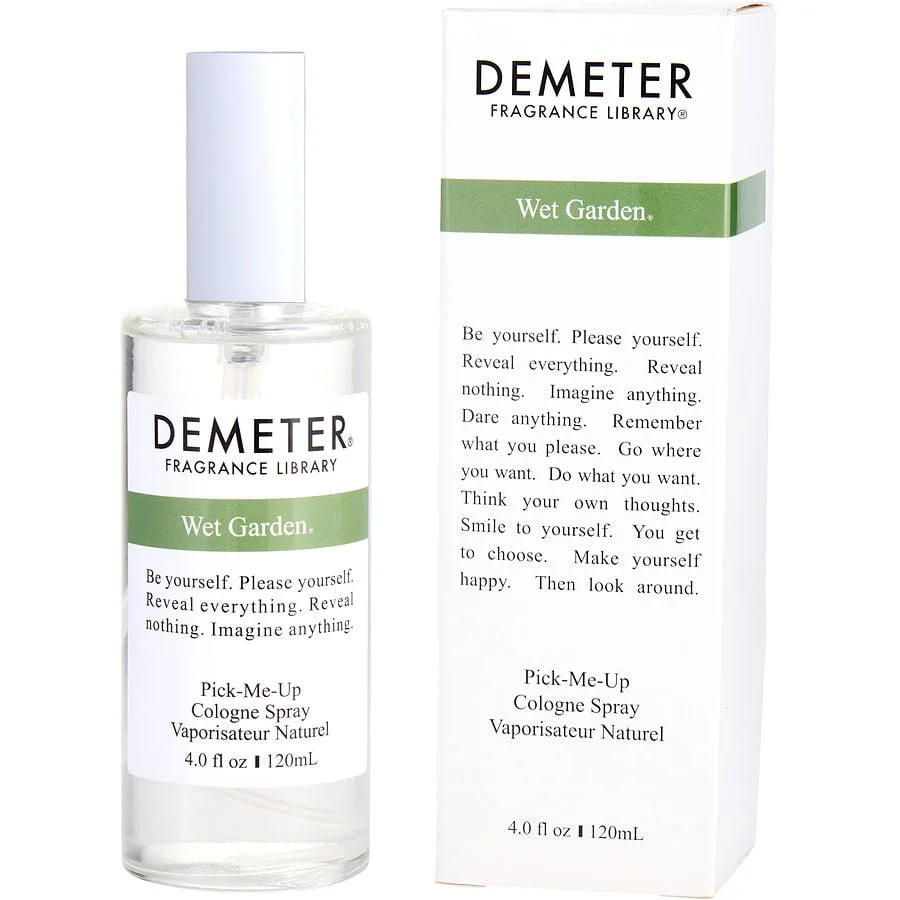 DEMETER®
FRAGRANCE LIBRARY
Wet Garden®
Be yourself. Please yourself.
Reveal everything. Reveal
nothing. Imagine anything.
Pick-Me-Up
Cologne Spray
Vaporisateur Naturel
4.0 fl oz ▮ 120mL
DEMETER
FRAGRANCE LIBRARY®
Wet Garden®
Be yourself. Please yourself.
Reveal everything. Reveal
nothing. Imagine anything.
Dare anything. Remember
what you please. Go where
you want. Do what you want.
Think your own thoughts.
Smile to yourself. You get
to choose. Make yourself
happy. Then look around.
Pick-Me-Up
Cologne Spray
Vaporisateur Naturel
4.0 fl oz ▮ 120mL